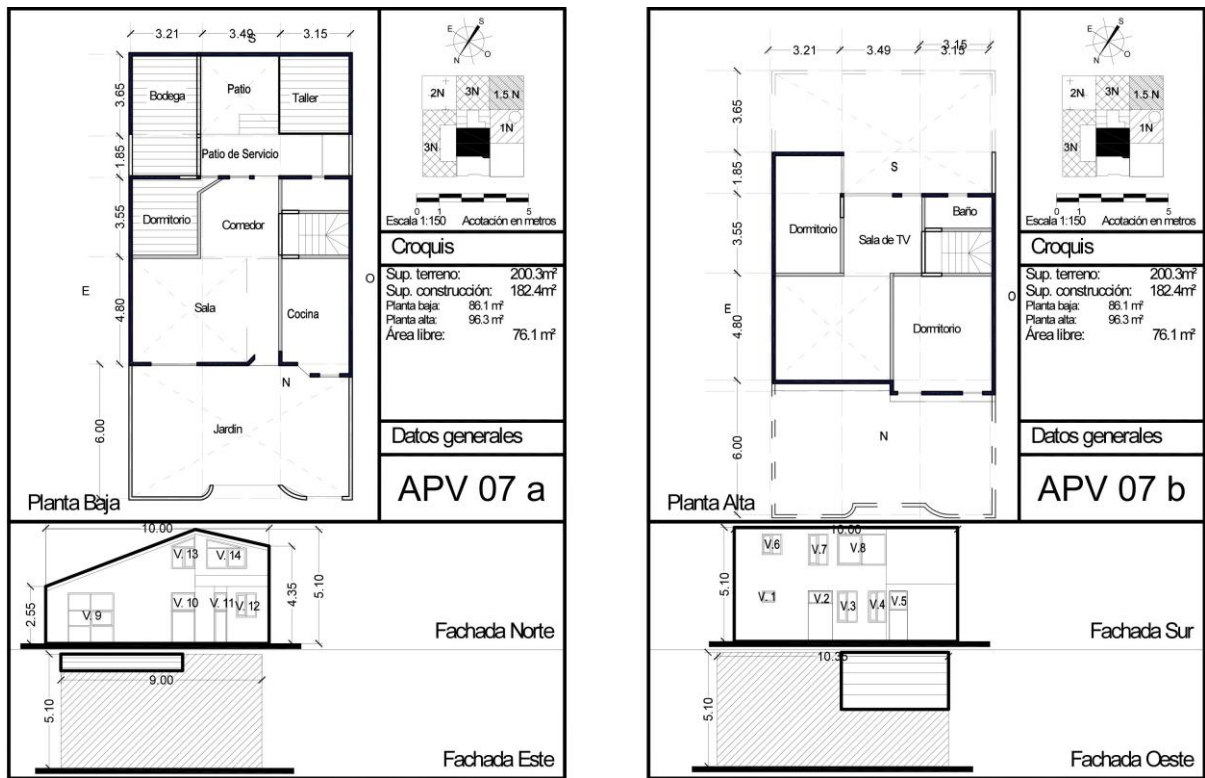 3.21 3.49 3.15
S
3.65
1.85
3.55
4.80
6.00
Bodega
Patio
Taller
Patio de Servicio
Dormitorio
Comedor
E
O
Sala
Cocina
N
Jardín
Planta Baja
S
E
O
N
2N 3N 1.5 N
1N
3N
0 1 5
Escala 1:150 Acotación en metros
Croquis
Sup. terreno: 200.3m²
Sup. construcción: 182.4m²
Planta baja: 86.1 m²
Planta alta: 96.3 m²
Área libre: 76.1 m²
Datos generales
APV 07 a
10.00
V. 13 V. 14
V. 9 V. 10 V. 11 V. 12
2.55
4.35
5.10
Fachada Norte
9.00
5.10
Fachada Este
3.15
3.21 3.49 3.15
3.65
1.85
3.55
4.80
6.00
S
Baño
Dormitorio
Sala de TV
E
O
Dormitorio
N
Planta Alta
S
E
O
N
2N 3N 1.5 N
1N
3N
0 1 5
Escala 1:150 Acotación en metros
Croquis
Sup. terreno: 200.3m²
Sup. construcción: 182.4m²
Planta baja: 86.1 m²
Planta alta: 96.3 m²
Área libre: 76.1 m²
Datos generales
APV 07 b
10.00
V.6 V.7 V.8
V. 1 V.2 V.3 V.4 V.5
5.10
Fachada Sur
10.35
5.10
Fachada Oeste